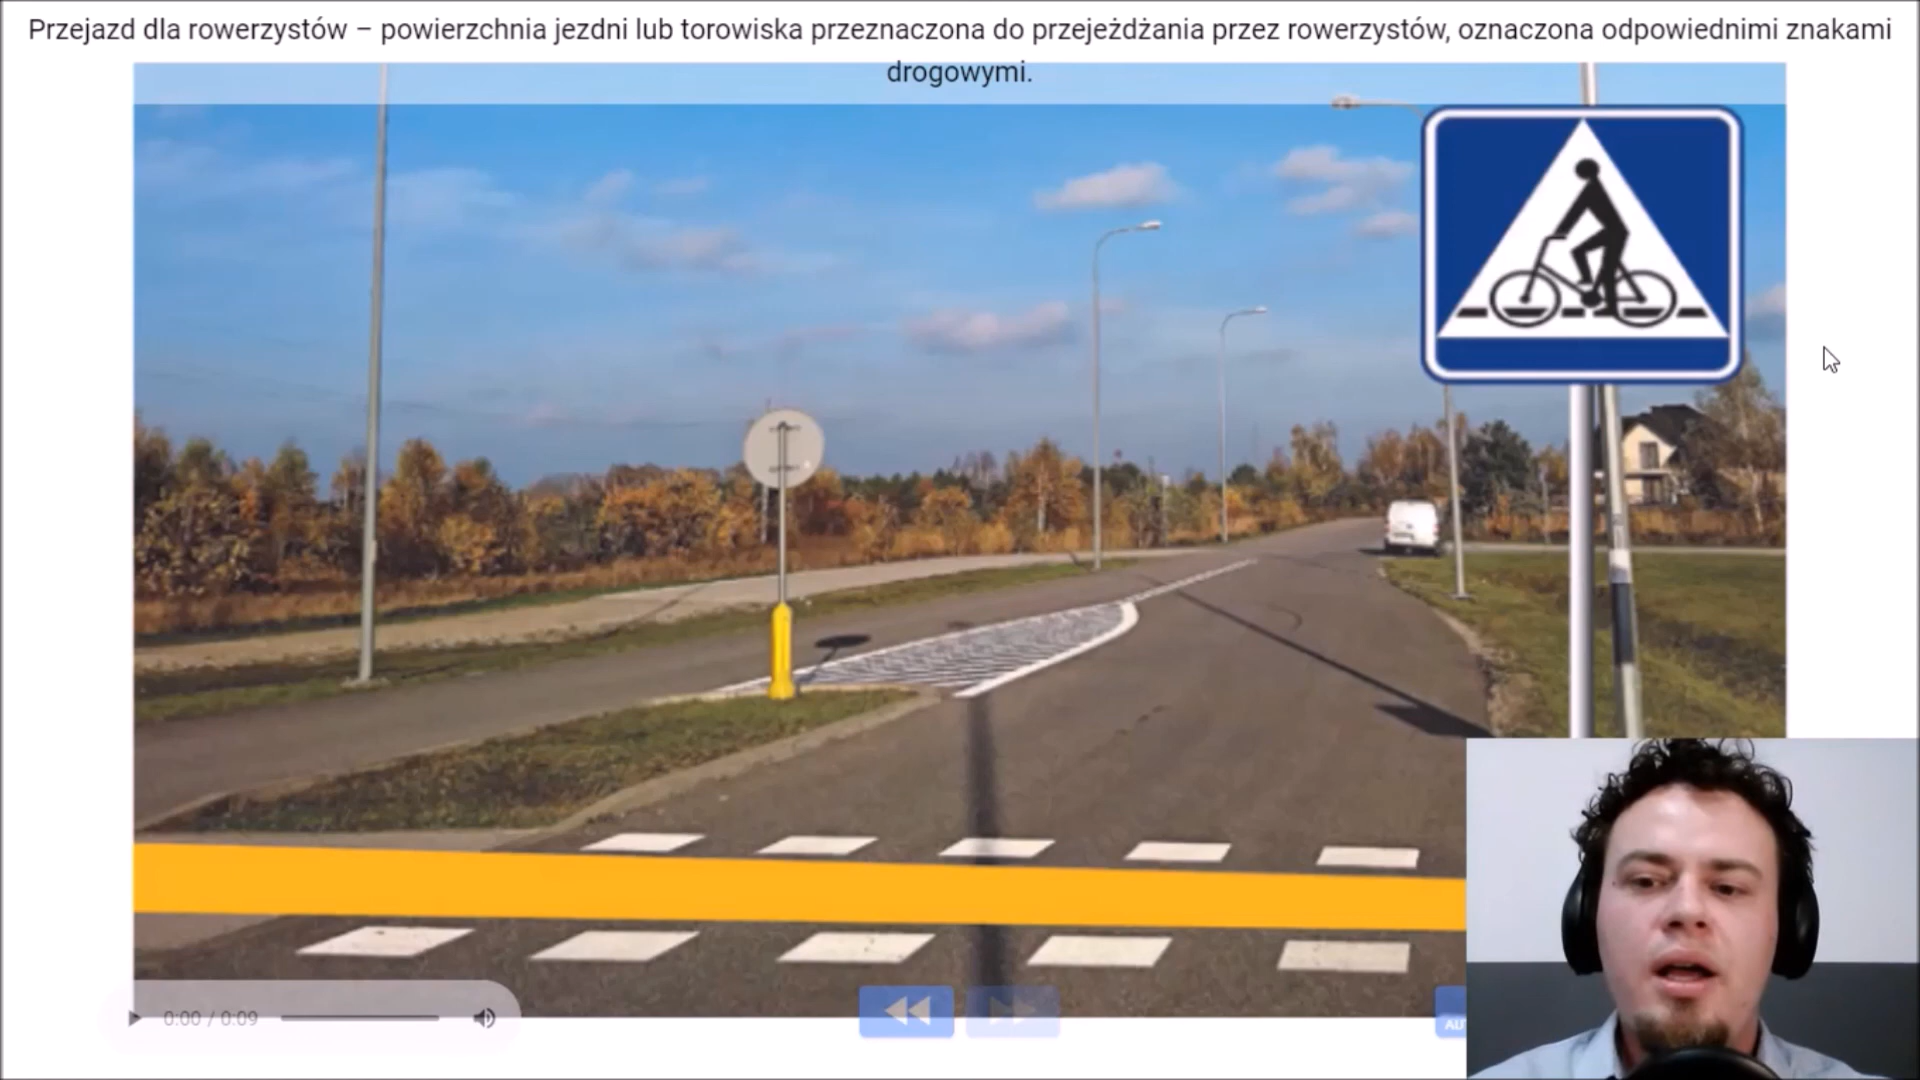 Przejazd dla rowerzystów – powierzchnia jezdni lub torowiska przeznaczona do przejeżdżania przez rowerzystów, oznaczona odpowiednimi znakami
drogowymi.
0:00 / 0:09